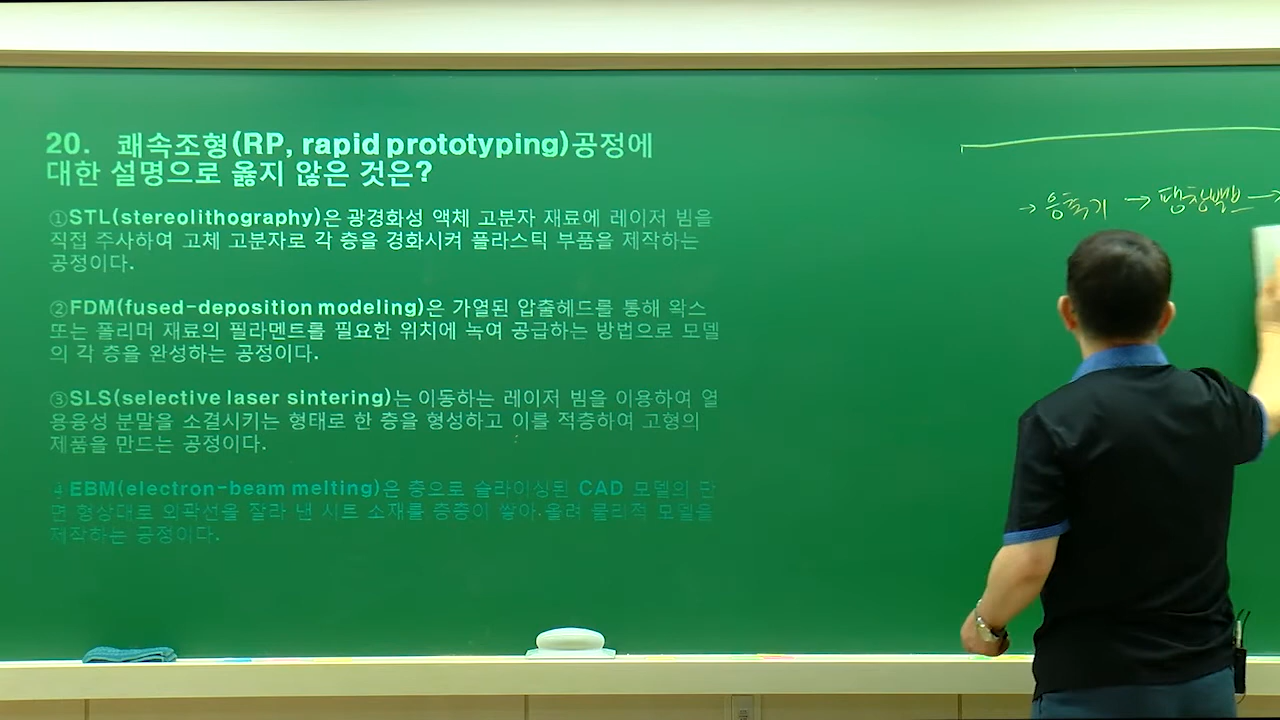 20. 쾌속조형(RP, rapid prototyping)공정에
대한 설명으로 옳지 않은 것은?
①STL(stereolithography)은 광경화성 액체 고분자 재료에 레이저 빔을
직접 주사하여 고체 고분자로 각 층을 경화시켜 플라스틱 부품을 제작하는
공정이다.
②FDM(fused-deposition modeling)은 가열된 압출헤드를 통해 왁스
또는 폴리머 재료의 필라멘트를 필요한 위치에 녹여 공급하는 방법으로 모델
의 각 층을 완성하는 공정이다.
③SLS(selective laser sintering)는 이동하는 레이저 빔을 이용하여 열
용융성 분말을 소결시키는 형태로 한 층을 형성하고 이를 적층하여 고형의
제품을 만드는 공정이다.
④EBM(electron-beam melting)은 층으로 슬라이싱된 CAD 모델의 단
면 형상대로 외곽선을 잘라 낸 시트 소재를 층층이 쌓아 올려 물리적 모델을
제작하는 공정이다.
→ 응축기 → 팽창밸브 →